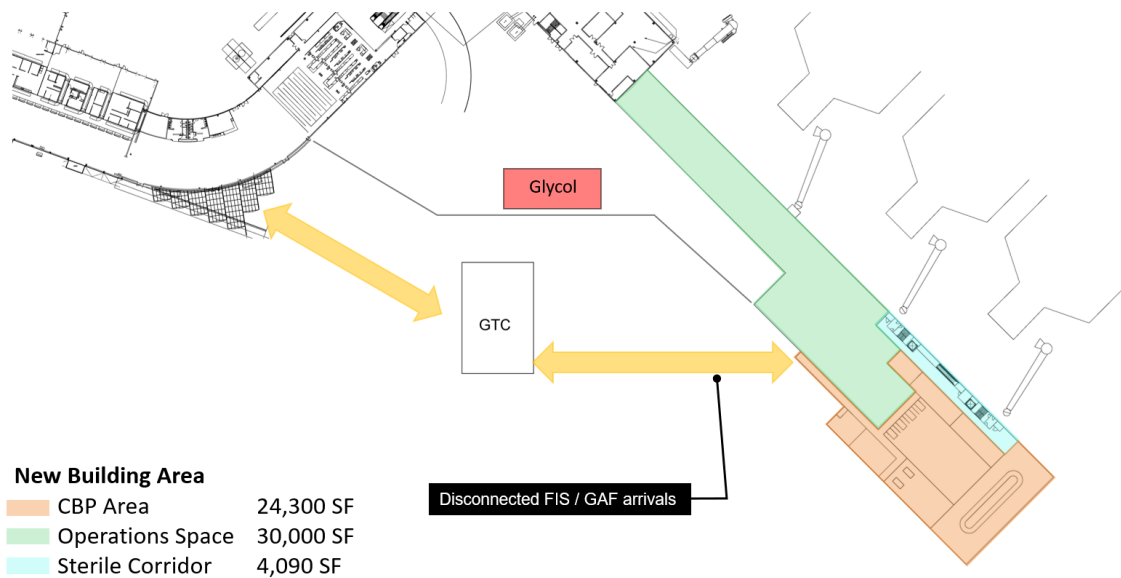 Glycol
GTC
Disconnected FIS / GAF arrivals
New Building Area
CBP Area 24,300 SF
Operations Space 30,000 SF
Sterile Corridor 4,090 SF